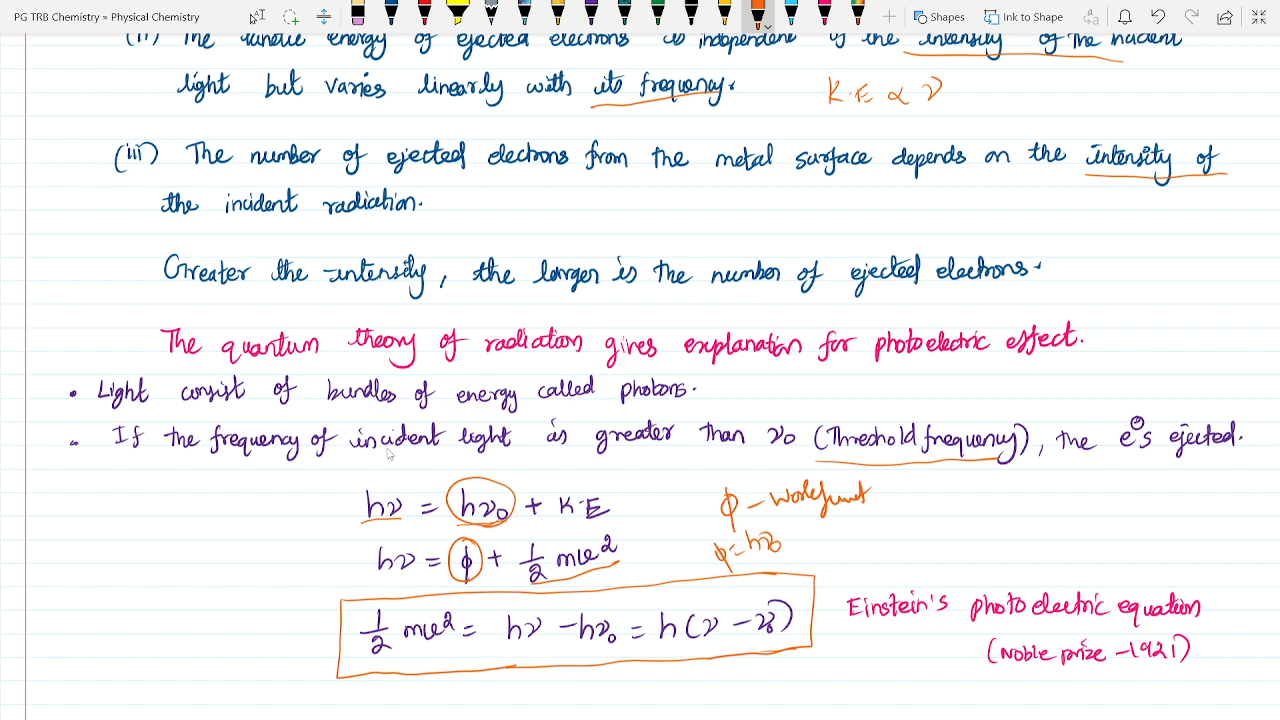 PG TRB Chemistry » Physical Chemistry
Shapes
Ink to Shape
(ii) The kinetic energy of ejected electrons is independent of the intensity of the incident
light but varies linearly with its frequency. K.E ∝ ν
(iii) The number of ejected electrons from the metal surface depends on the intensity of
the incident radiation.
Greater the intensity, the larger is the number of ejected electrons.
The quantum theory of radiation gives explanation for photoelectric effect.
• Light consist of bundles of energy called photons.
• If the frequency of incident light is greater than ν0 (Threshold frequency), the e⊖s ejected.
hν = hν₀ + K.E ϕ - workfunct
hν = ϕ + 1/2 mv² ϕ = hν₀
1/2 mv² = hν - hν₀ = h(ν - ν₀)
Einstein's photoelectric equation
(Noble prize - 1921)